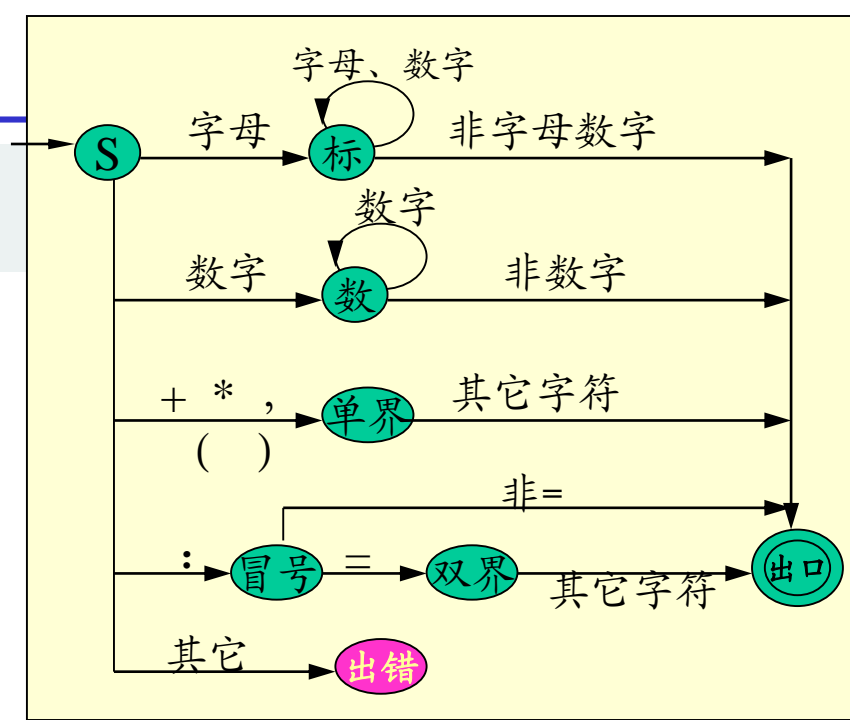 字母、数字
S 字母 标 非字母数字
数字
数字 数 非数字
+ * , 单界 其它字符
( )
非=
: 冒号 = 双界 其它字符 出口
其它 出错